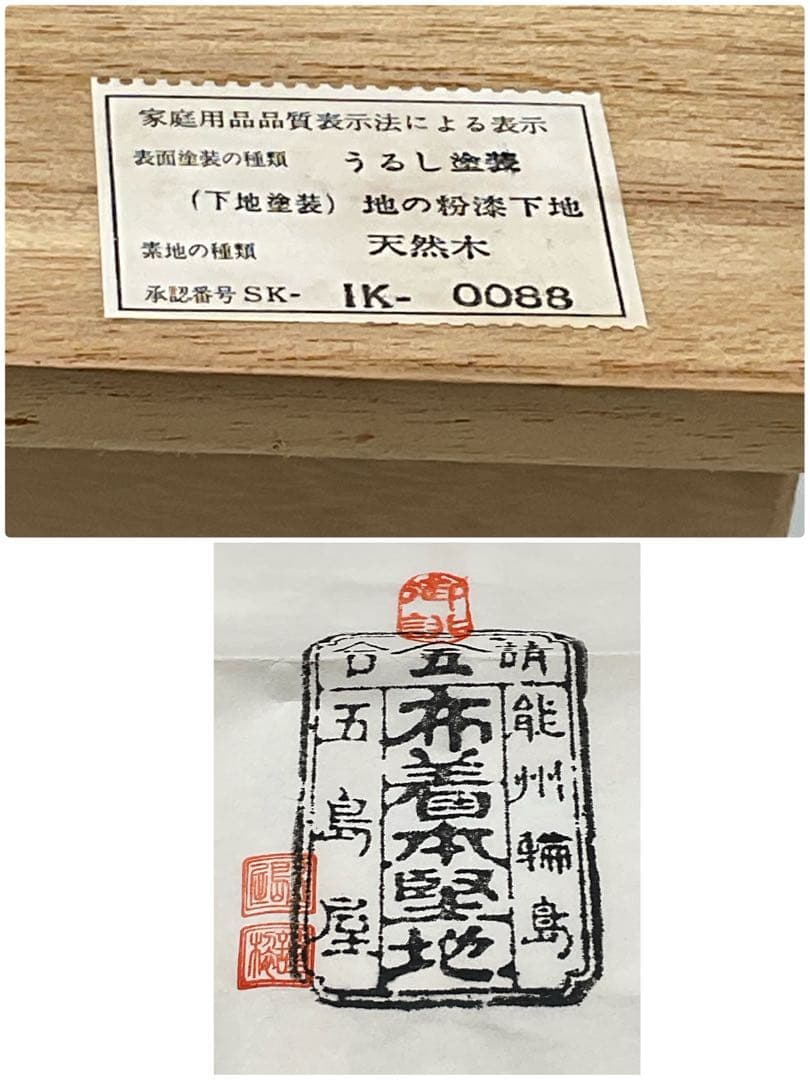 家庭用品品質表示法による表示
表面塗装の種類 うるし塗装
(下地塗装) 地の粉漆下地
素地の種類 天然木
承認番号 SK- IK- 0088
請 五 合
能州輪島
布着本堅地
五島屋